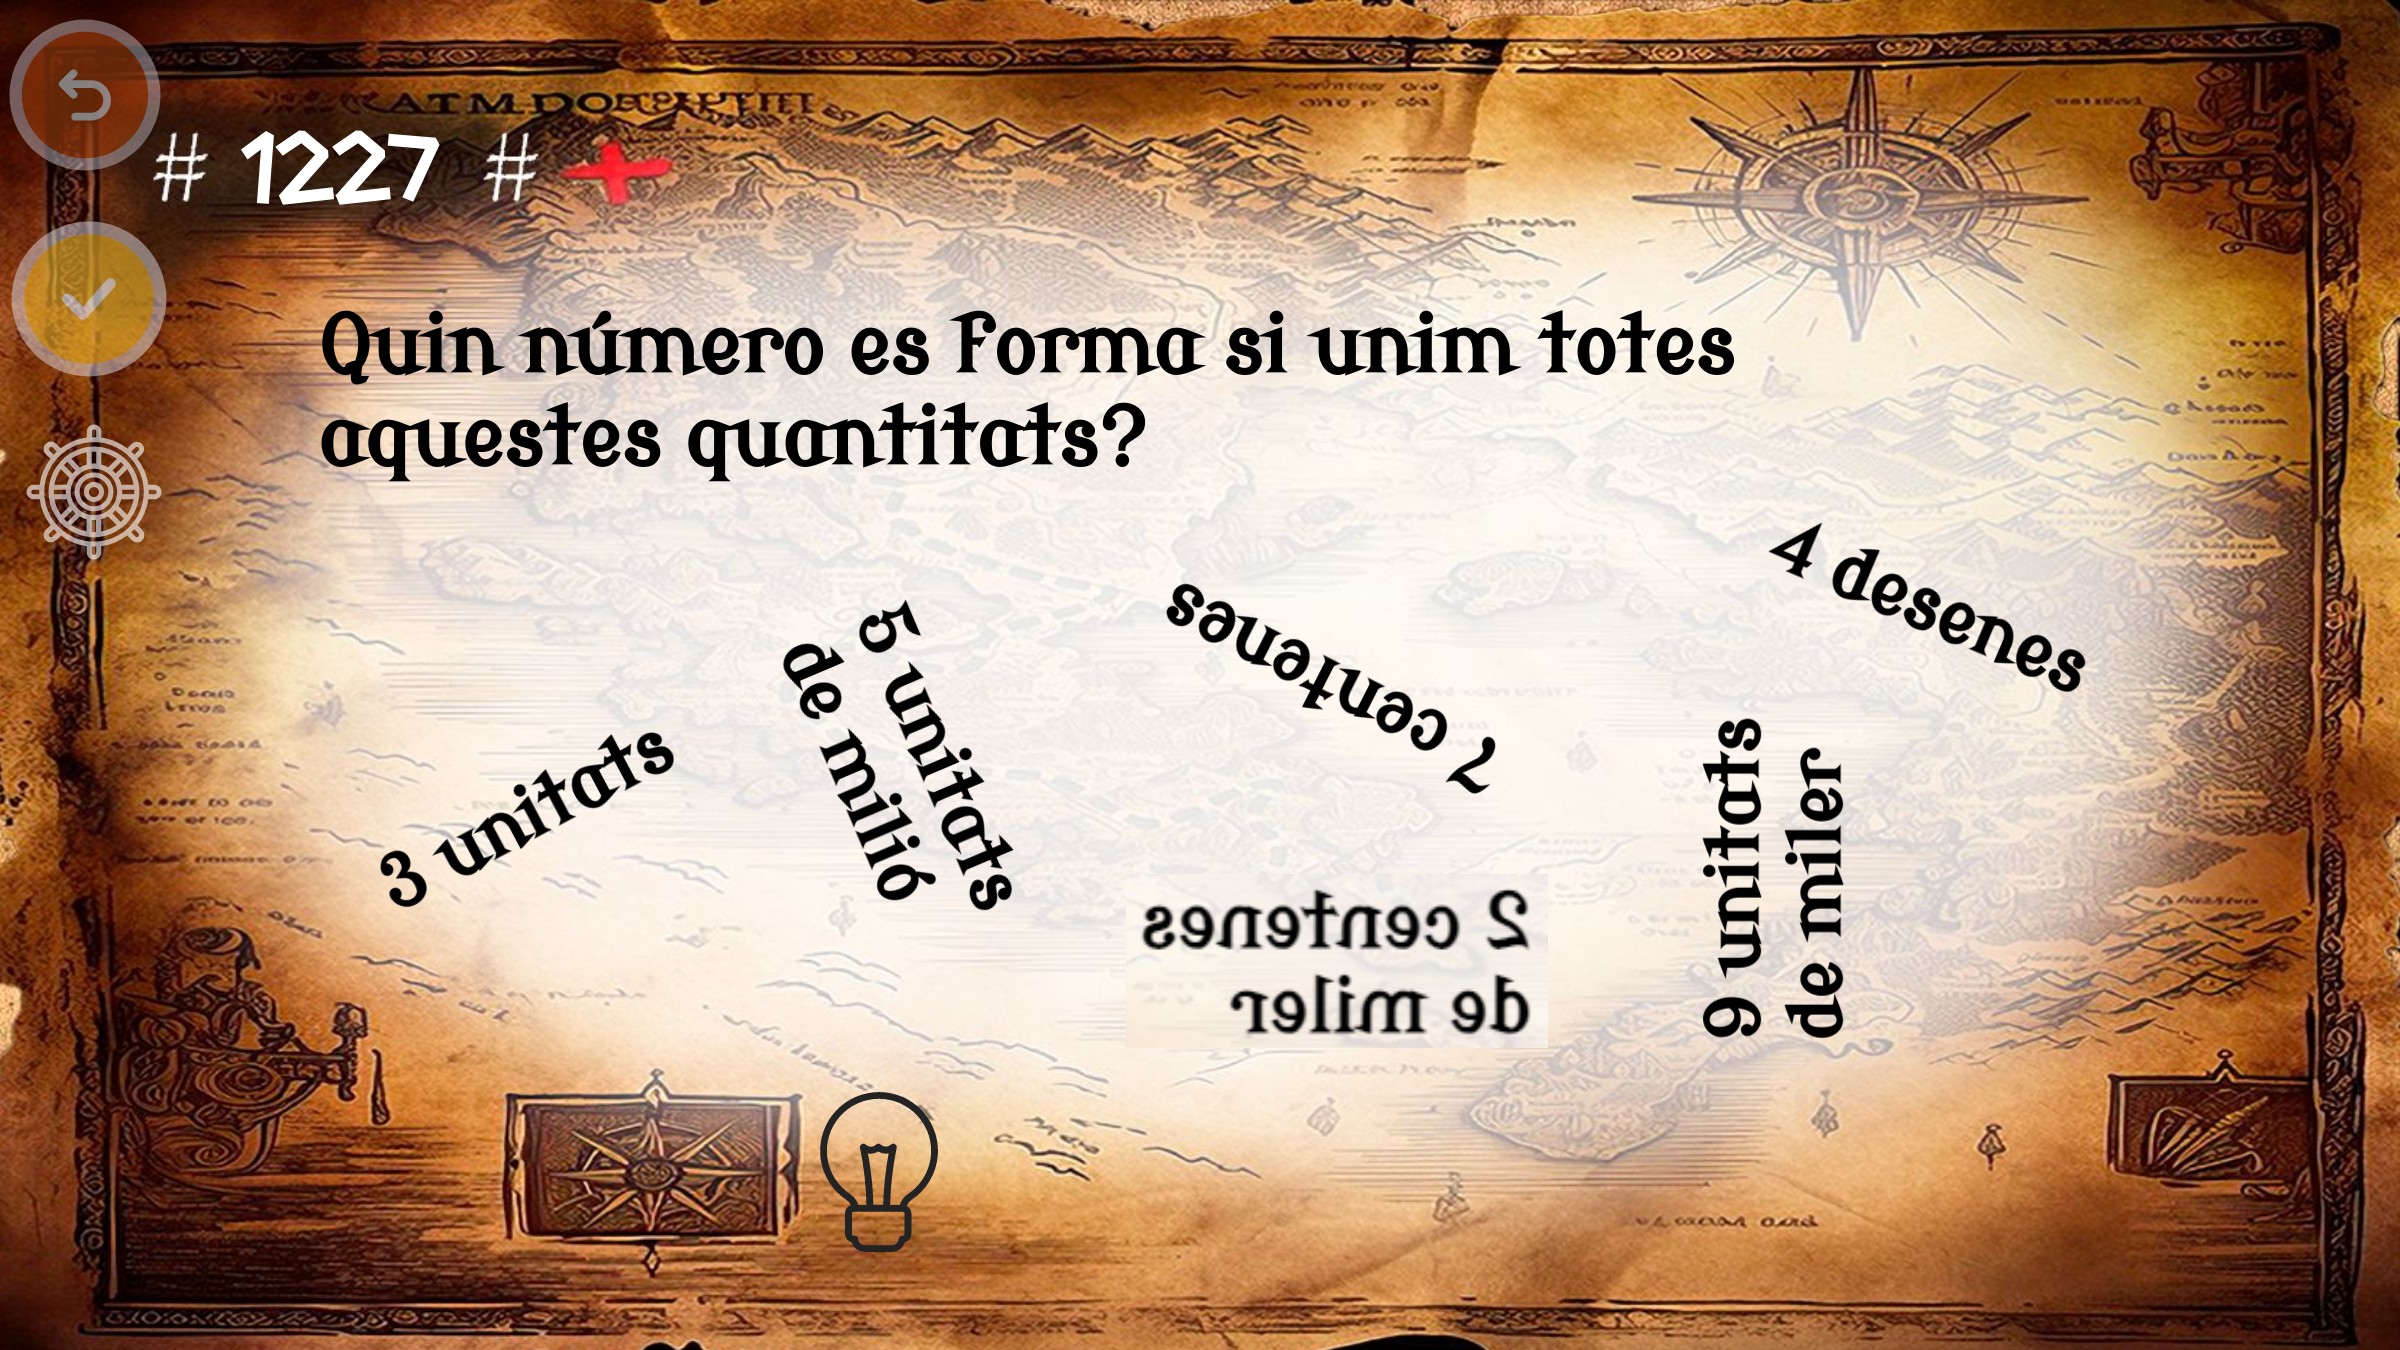 # 1227 #
Quin número es forma si unim totes
aquestes quantitats?
4 desenes
7 centenes
5 unitats
de milió
3 unitats
9 unitats
de miler
2 centenes
de miler